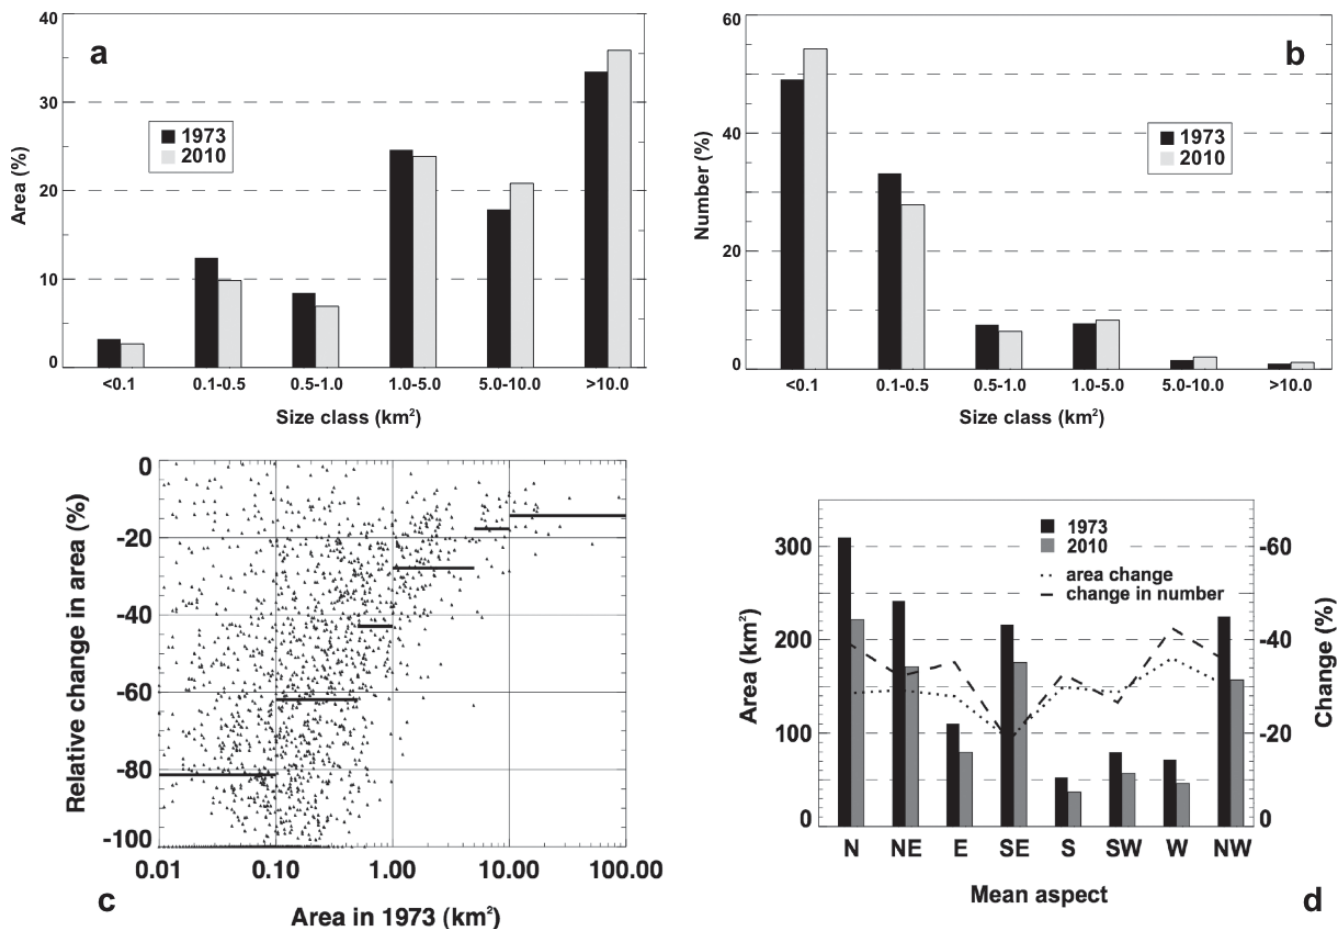 a
40
30
20
10
0
Area (%)
1973
2010
<0.1
0.1-0.5
0.5-1.0
1.0-5.0
5.0-10.0
>10.0
Size class (km²)
b
60
50
40
30
20
10
0
Number (%)
1973
2010
<0.1
0.1-0.5
0.5-1.0
1.0-5.0
5.0-10.0
>10.0
Size class (km²)
0
-20
-40
-60
-80
-100
Relative change in area (%)
0.01
0.10
1.00
10.00
100.00
c
Area in 1973 (km²)
300
200
100
0
Area (km²)
1973
2010
area change
change in number
-60
-40
-20
0
Change (%)
N
NE
E
SE
S
SW
W
NW
Mean aspect
d